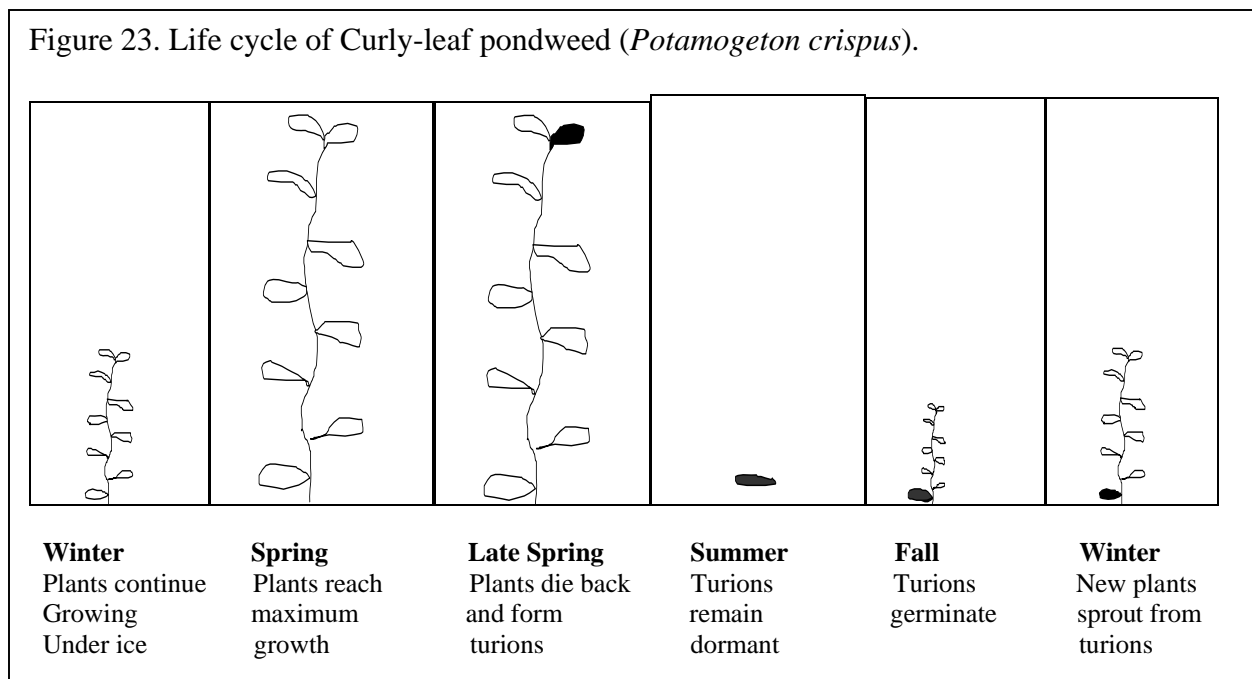 Figure 23. Life cycle of Curly-leaf pondweed (Potamogeton crispus).
Winter
Plants continue
Growing
Under ice
Spring
Plants reach
maximum
growth
Late Spring
Plants die back
and form
turions
Summer
Turions
remain
dormant
Fall
Turions
germinate
Winter
New plants
sprout from
turions